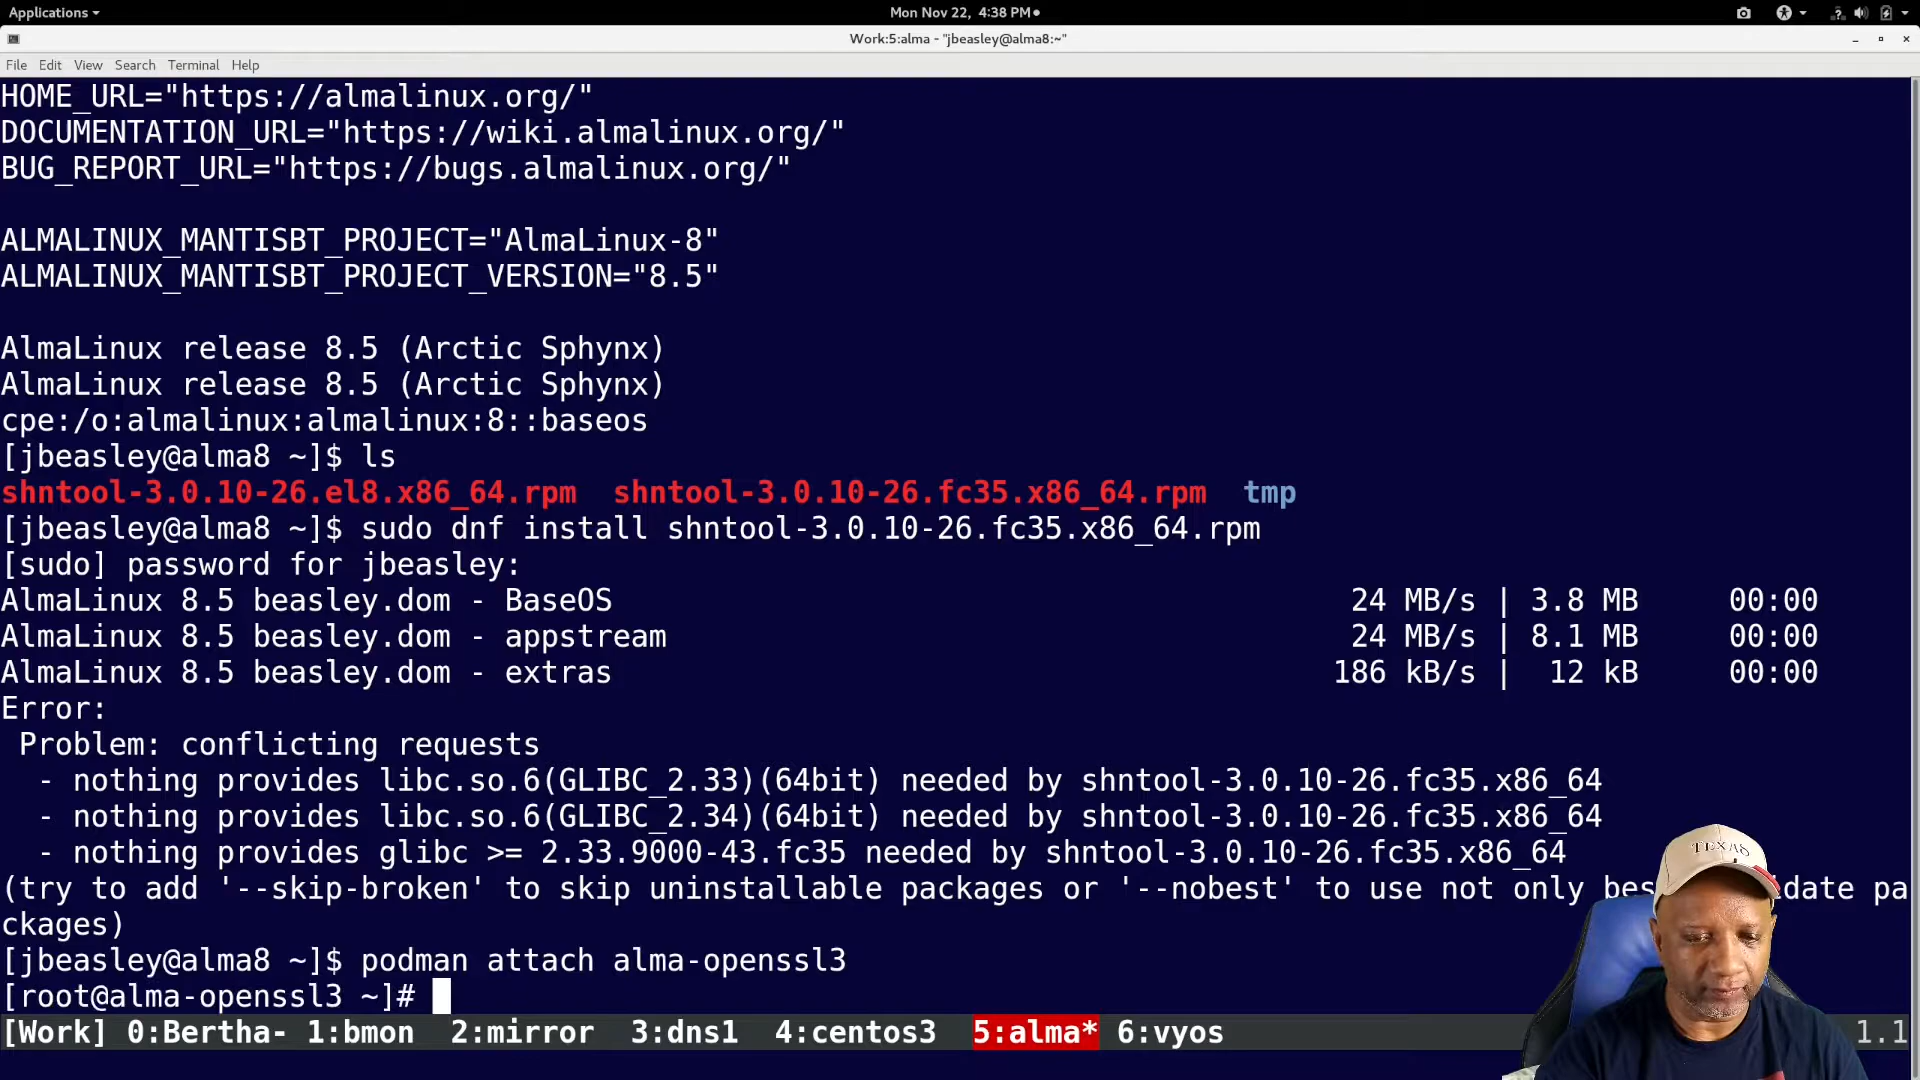 Applications
Mon Nov 22, 4:38 PM
Work:5:alma - "jbeasley@alma8:~"
File Edit View Search Terminal Help
HOME_URL="https://almalinux.org/"
DOCUMENTATION_URL="https://wiki.almalinux.org/"
BUG_REPORT_URL="https://bugs.almalinux.org/"
ALMALINUX_MANTISBT_PROJECT="AlmaLinux-8"
ALMALINUX_MANTISBT_PROJECT_VERSION="8.5"
AlmaLinux release 8.5 (Arctic Sphynx)
AlmaLinux release 8.5 (Arctic Sphynx)
cpe:/o:almalinux:almalinux:8::baseos
[jbeasley@alma8 ~]$ ls
shntool-3.0.10-26.el8.x86_64.rpm shntool-3.0.10-26.fc35.x86_64.rpm tmp
[jbeasley@alma8 ~]$ sudo dnf install shntool-3.0.10-26.fc35.x86_64.rpm
[sudo] password for jbeasley:
AlmaLinux 8.5 beasley.dom - BaseOS 24 MB/s | 3.8 MB 00:00
AlmaLinux 8.5 beasley.dom - appstream 24 MB/s | 8.1 MB 00:00
AlmaLinux 8.5 beasley.dom - extras 186 kB/s | 12 kB 00:00
Error:
Problem: conflicting requests
- nothing provides libc.so.6(GLIBC_2.33)(64bit) needed by shntool-3.0.10-26.fc35.x86_64
- nothing provides libc.so.6(GLIBC_2.34)(64bit) needed by shntool-3.0.10-26.fc35.x86_64
- nothing provides glibc >= 2.33.9000-43.fc35 needed by shntool-3.0.10-26.fc35.x86_64
(try to add '--skip-broken' to skip uninstallable packages or '--nobest' to use not only bes idate pa
ckages)
[jbeasley@alma8 ~]$ podman attach alma-openssl3
[root@alma-openssl3 ~]#
[Work] 0:Bertha- 1:bmon 2:mirror 3:dns1 4:centos3 5:alma* 6:vyos 1.1
TEXAS